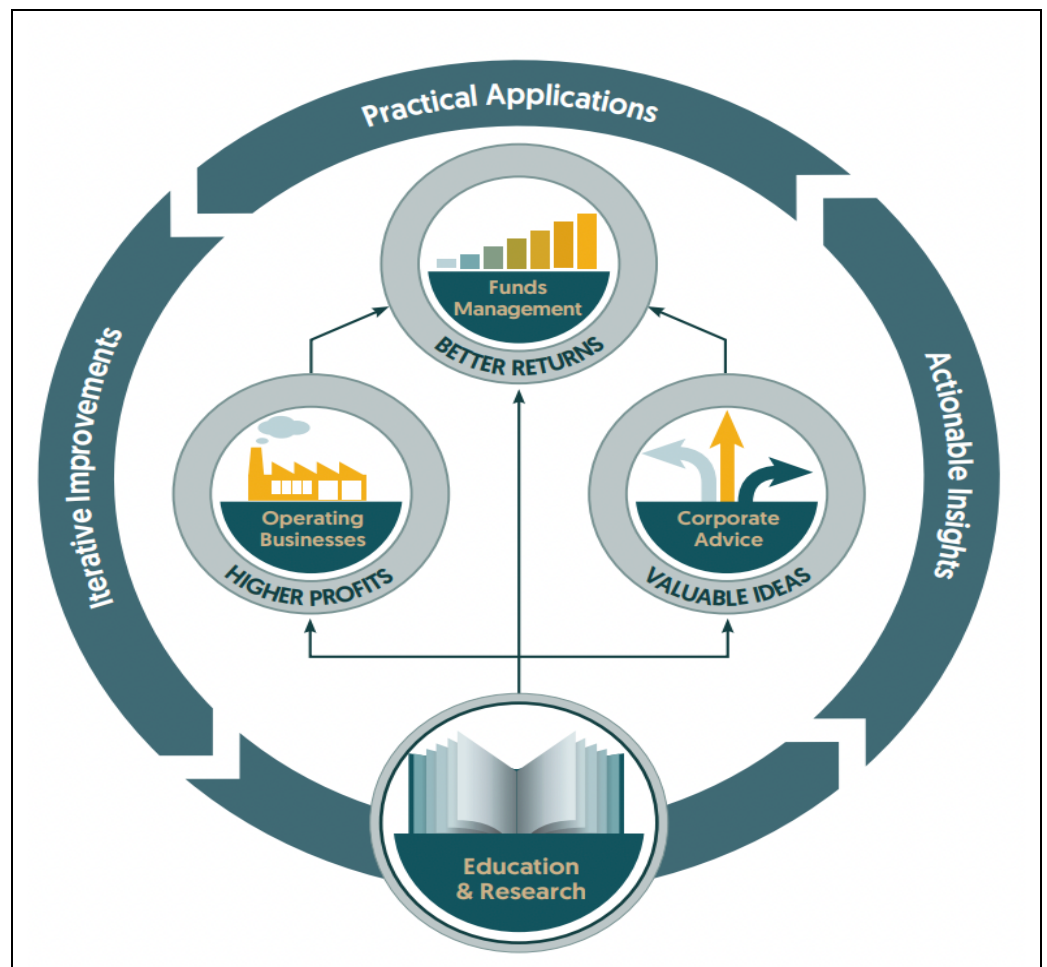 Practical Applications
Funds
Management
BETTER RETURNS
Iterative Improvements
Actionable Insights
Operating
Businesses
HIGHER PROFITS
Corporate
Advice
VALUABLE IDEAS
Education
& Research